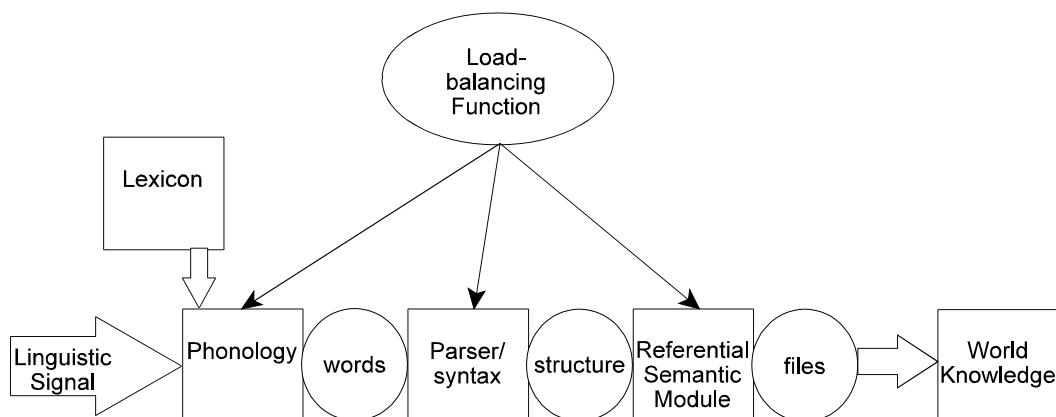 Load-
balancing
Function
Lexicon
Linguistic
Signal
Phonology
words
Parser/
syntax
structure
Referential
Semantic
Module
files
World
Knowledge